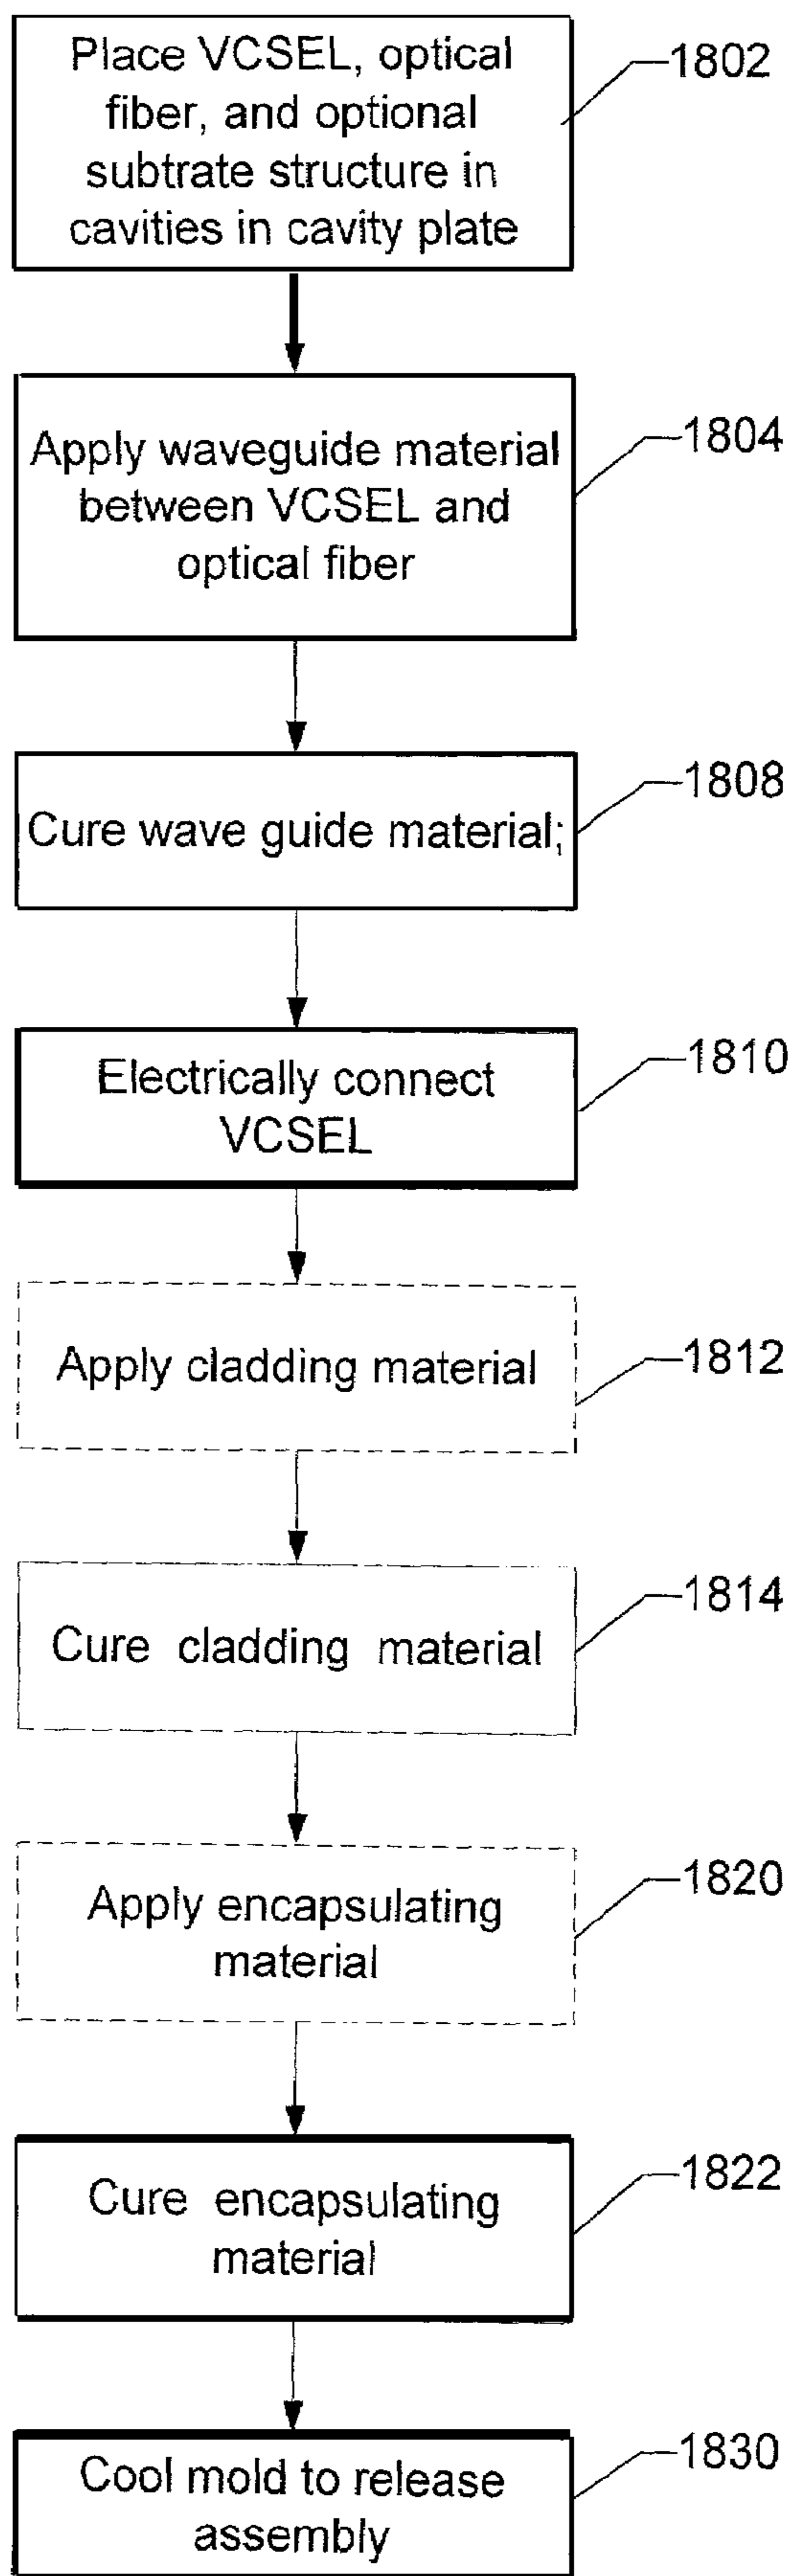 Place VCSEL, optical
fiber, and optional
subtrate structure in
cavities in cavity plate
1802
Apply waveguide material
between VCSEL and
optical fiber
1804
Cure wave guide material;
1808
Electrically connect
VCSEL
1810
Apply cladding material
1812
Cure cladding material
1814
Apply encapsulating
material
1820
Cure encapsulating
material
1822
Cool mold to release
assembly
1830